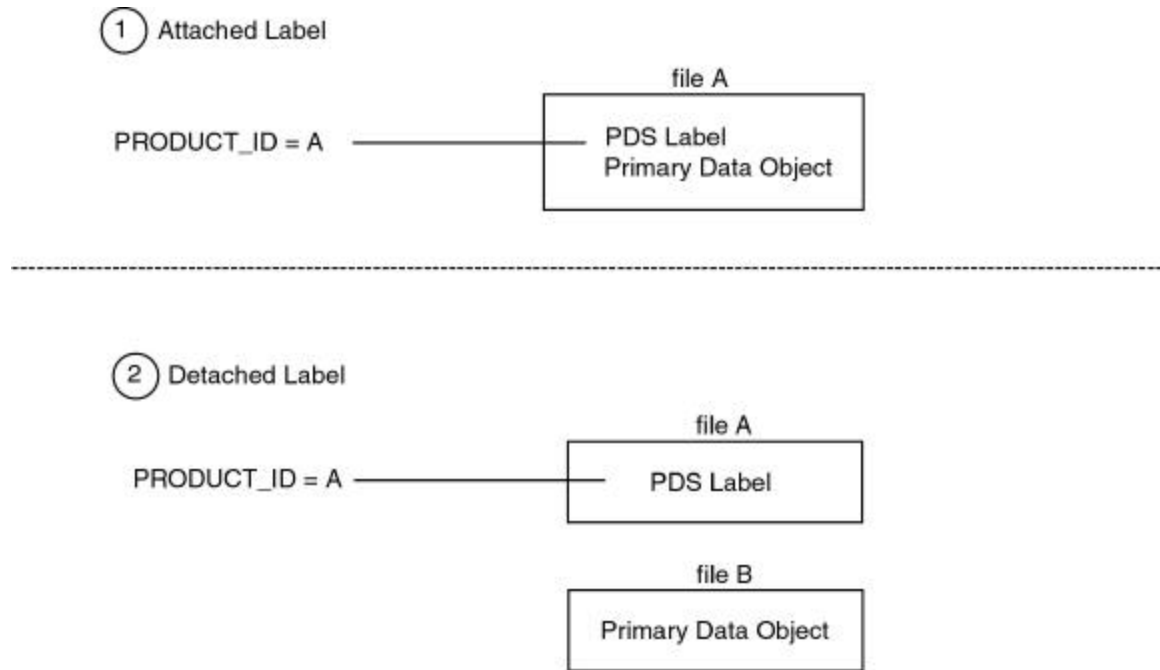 1 Attached Label
file A
PRODUCT_ID = A
PDS Label
Primary Data Object
2 Detached Label
file A
PRODUCT_ID = A
PDS Label
file B
Primary Data Object